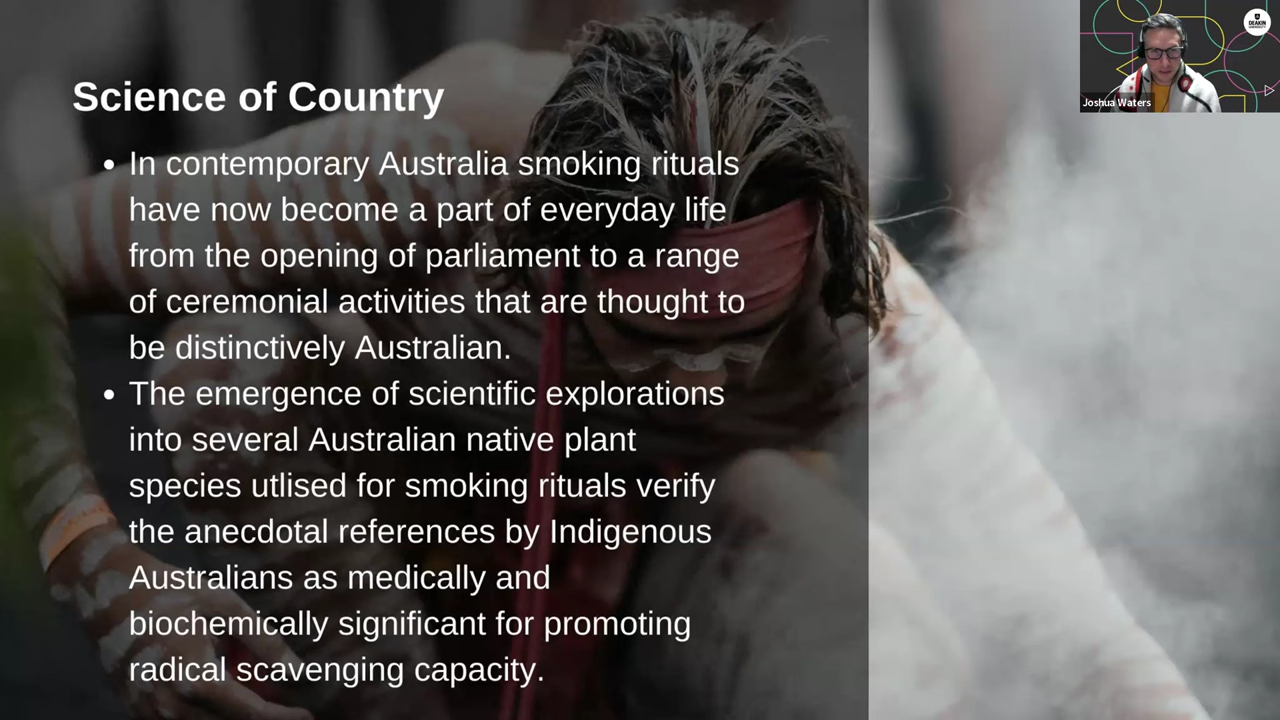 Science of Country
• In contemporary Australia smoking rituals
have now become a part of everyday life
from the opening of parliament to a range
of ceremonial activities that are thought to
be distinctively Australian.
• The emergence of scientific explorations
into several Australian native plant
species utlised for smoking rituals verify
the anecdotal references by Indigenous
Australians as medically and
biochemically significant for promoting
radical scavenging capacity.
DEAKIN
UNIVERSITY
Joshua Waters